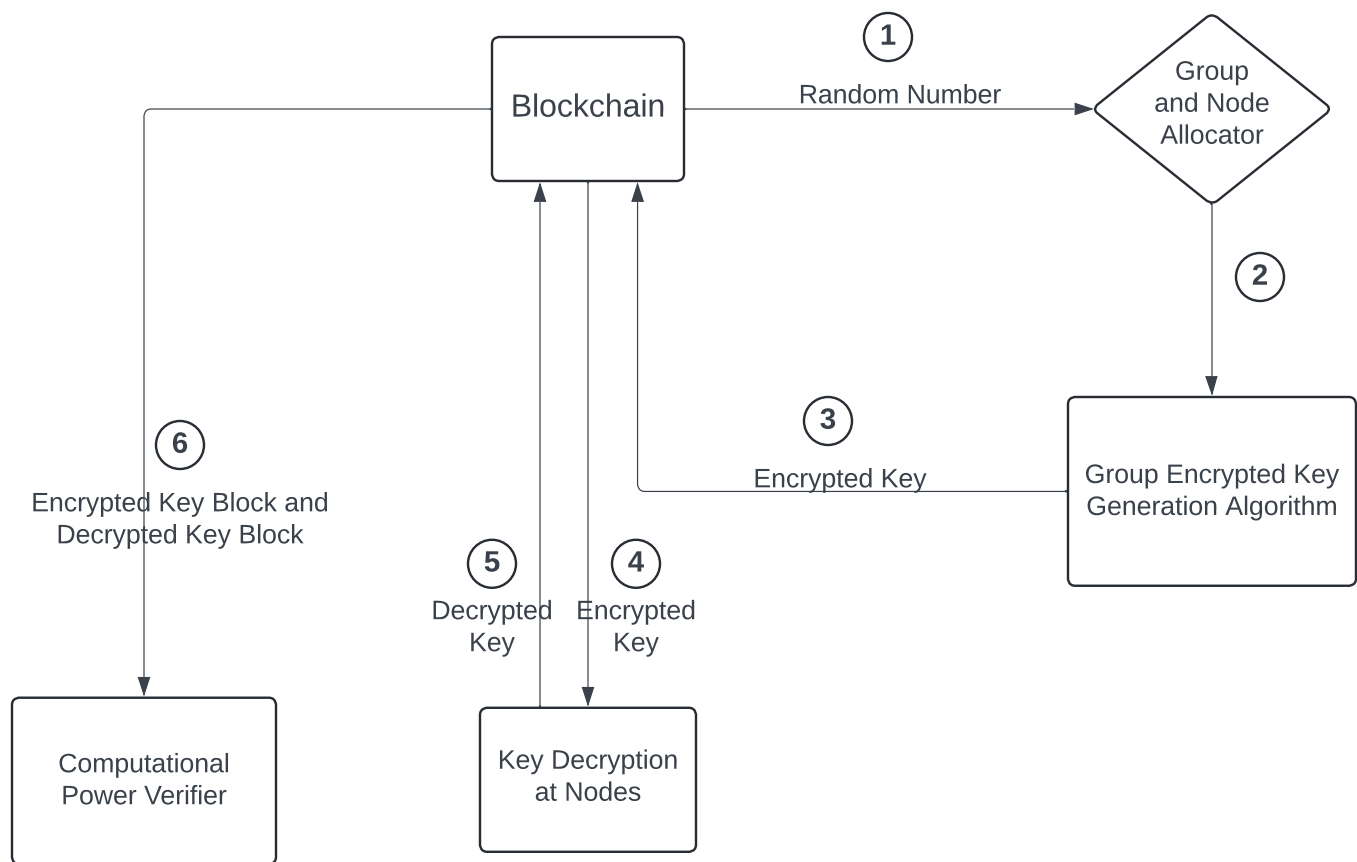 1
Random Number
Blockchain
Group
and Node
Allocator
2
3
Encrypted Key
Group Encrypted Key
Generation Algorithm
6
Encrypted Key Block and
Decrypted Key Block
5
Decrypted
Key
4
Encrypted
Key
Computational
Power Verifier
Key Decryption
at Nodes